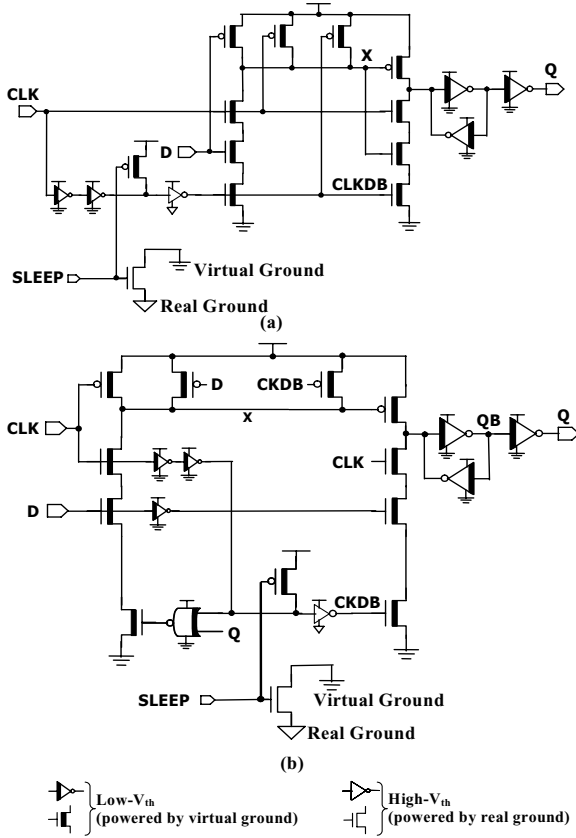 X
Q
CLK
D
CLKDB
SLEEP
Virtual Ground
Real Ground
(a)
D
CKDB
X
QB
Q
CLK
CLK
D
CKDB
Q
SLEEP
Virtual Ground
Real Ground
(b)
Low-Vth
(powered by virtual ground)
High-Vth
(powered by real ground)